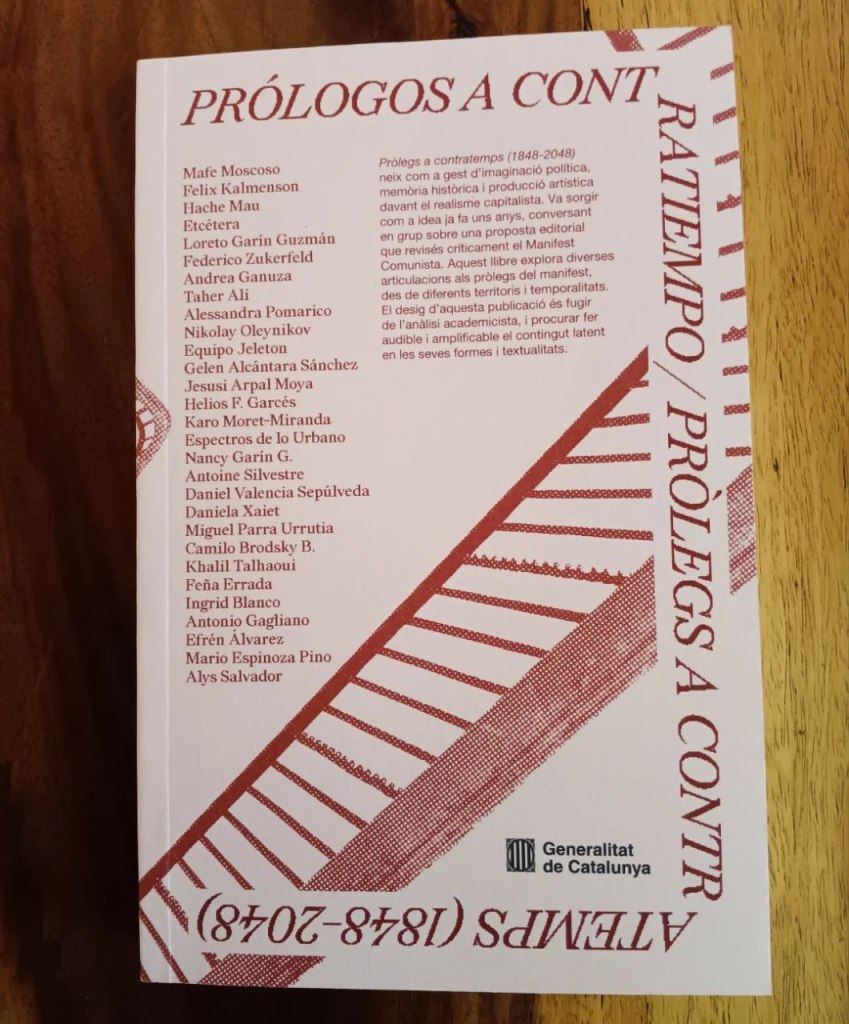 PRÓLOGOS A CONT
RATIEMPO / PRÒLEGS A CONTR
ATEMPS (1848-2048)
Mafe Moscoso
Felix Kalmenson
Hache Mau
Etcétera
Loreto Garín Guzmán
Federico Zukerfeld
Andrea Ganuza
Taher Ali
Alessandra Pomarico
Nikolay Oleynikov
Equipo Jeleton
Gelen Alcántara Sánchez
Jesusi Arpal Moya
Helios F. Garcés
Karo Moret-Miranda
Espectros de lo Urbano
Nancy Garín G.
Antoine Silvestre
Daniel Valencia Sepúlveda
Daniela Xaiet
Miguel Parra Urrutia
Camilo Brodsky B.
Khalil Talhaoui
Feña Errada
Ingrid Blanco
Antonio Gagliano
Efrén Álvarez
Mario Espinoza Pino
Alys Salvador
Pròlegs a contratemps (1848-2048)
neix com a gest d'imaginació política,
memòria històrica i producció artística
davant el realisme capitalista. Va sorgir
com a idea ja fa uns anys, conversant
en grup sobre una proposta editorial
que revisés críticament el Manifest
Comunista. Aquest llibre explora diverses
articulacions als pròlegs del manifest,
des de diferents territoris i temporalitats.
El desig d'aquesta publicació és fugir
de l'anàlisi academicista, i procurar fer
audible i amplificable el contingut latent
en les seves formes i textualitats.
Generalitat
de Catalunya